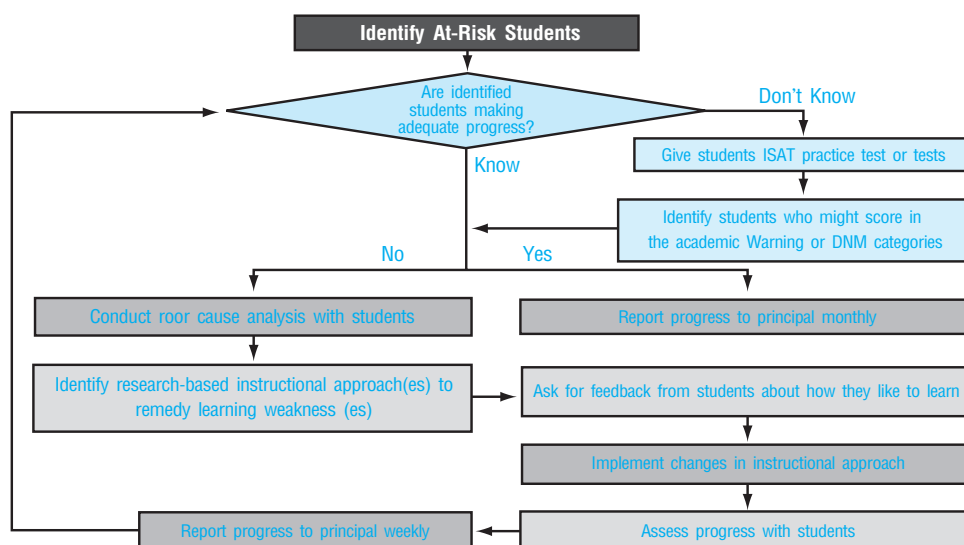 Identify At-Risk Students
Are identified
students making
adequate progress?
Don't Know
Know
Give students ISAT practice test or tests
Identify students who might score in
the academic Warning or DNM categories
No
Yes
Conduct roor cause analysis with students
Report progress to principal monthly
Identify research-based instructional approach(es) to
remedy learning weakness (es)
Ask for feedback from students about how they like to learn
Implement changes in instructional approach
Report progress to principal weekly
Assess progress with students